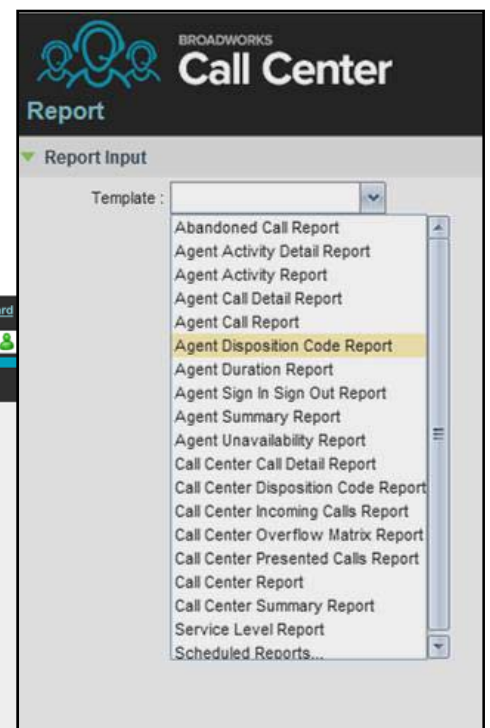 BROADWORKS
Call Center
Report
Report Input
Template :
Abandoned Call Report
Agent Activity Detail Report
Agent Activity Report
Agent Call Detail Report
Agent Call Report
Agent Disposition Code Report
Agent Duration Report
Agent Sign In Sign Out Report
Agent Summary Report
Agent Unavailability Report
Call Center Call Detail Report
Call Center Disposition Code Report
Call Center Incoming Calls Report
Call Center Overflow Matrix Report
Call Center Presented Calls Report
Call Center Report
Call Center Summary Report
Service Level Report
Scheduled Reports...